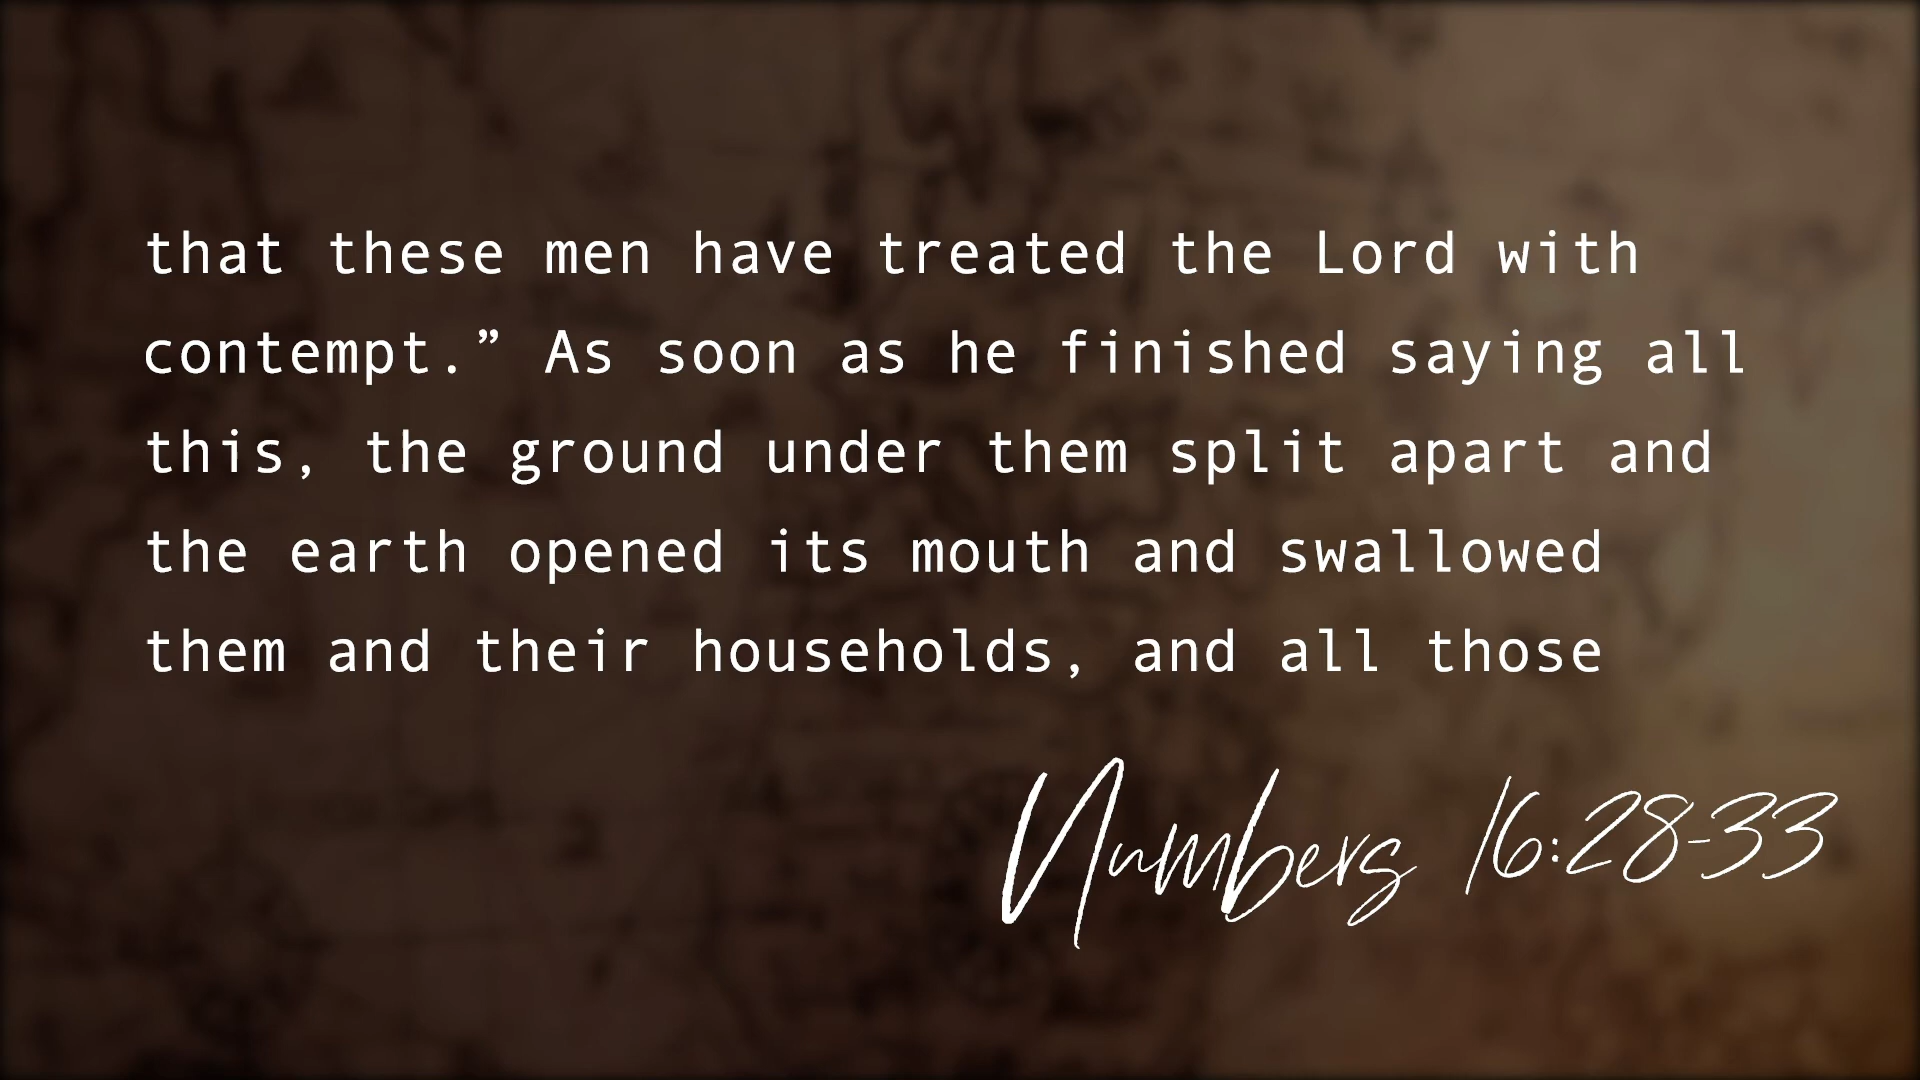 that these men have treated the Lord with
contempt.” As soon as he finished saying all
this, the ground under them split apart and
the earth opened its mouth and swallowed
them and their households, and all those
Numbers 16:28-33